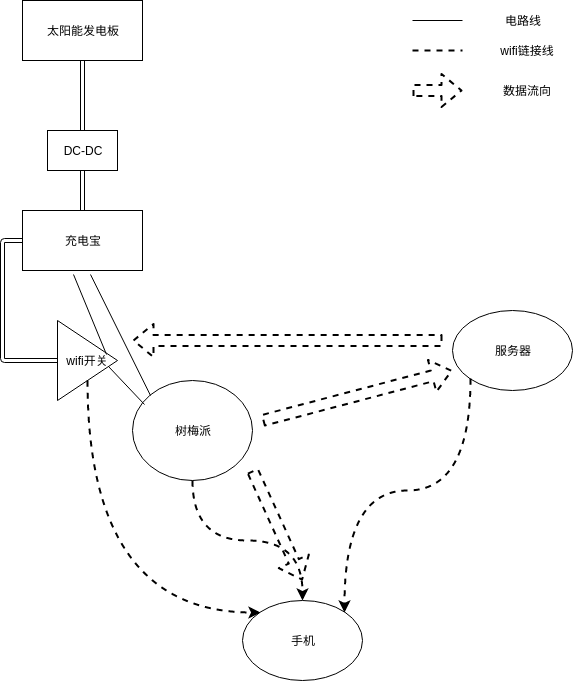 太阳能发电板
电路线
wifi链接线
数据流向
DC-DC
充电宝
wifi开关
服务器
树梅派
手机